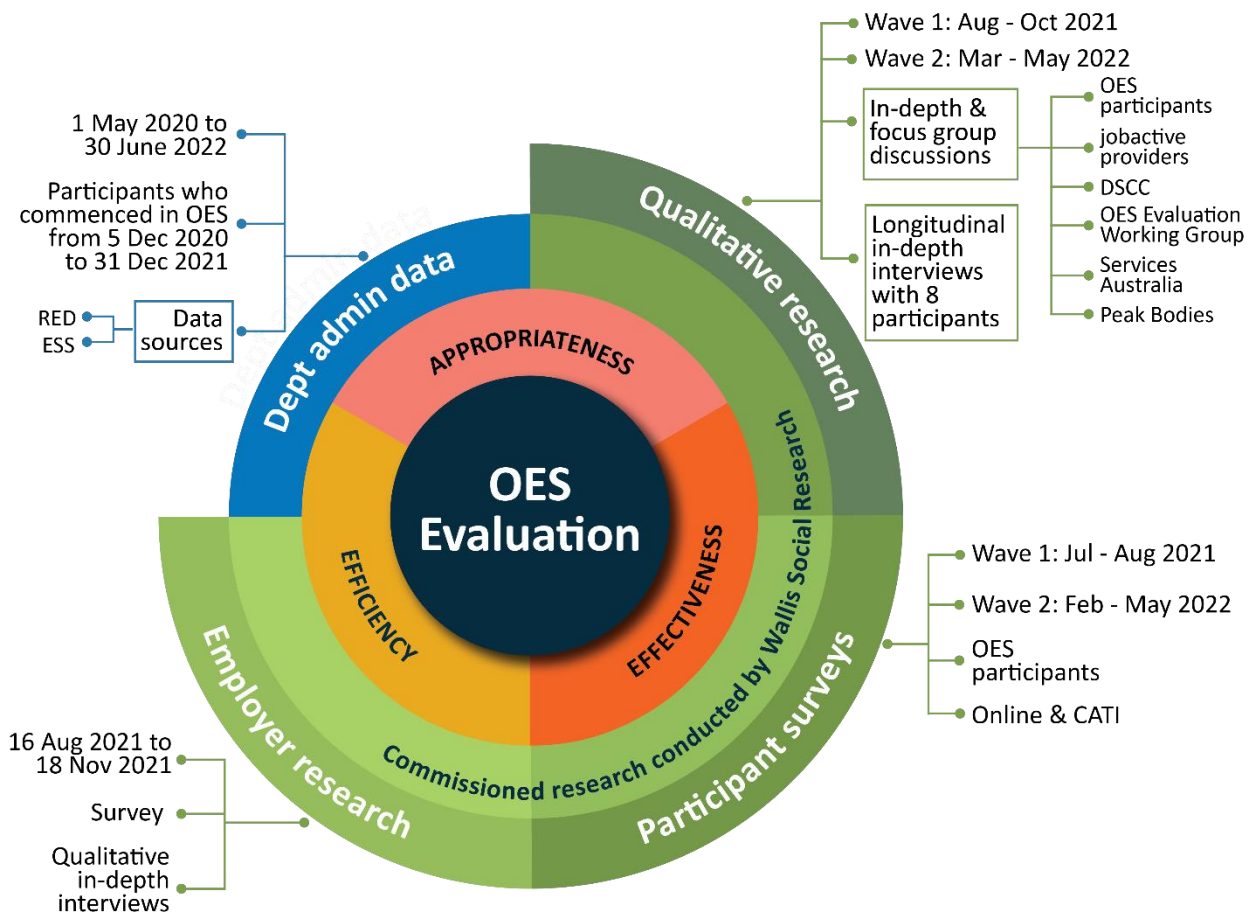 Wave 1: Aug - Oct 2021
Wave 2: Mar - May 2022
In-depth &
focus group
discussions
OES
participants
jobactive
providers
DSCC
OES Evaluation
Working Group
Services
Australia
Peak Bodies
Longitudinal
in-depth
interviews
with 8
participants
1 May 2020 to
30 June 2022
Participants who
commenced in OES
from 5 Dec 2020
to 31 Dec 2021
Data
sources
RED
ESS
Dept admin data
Dept admin data
Qualitative research
APPROPRIATENESS
OES
Evaluation
EFFICIENCY
EFFECTIVENESS
Commissioned research conducted by Wallis Social Research
Employer research
Participant surveys
Wave 1: Jul - Aug 2021
Wave 2: Feb - May 2022
OES
participants
Online & CATI
16 Aug 2021 to
18 Nov 2021
Survey
Qualitative
in-depth
interviews